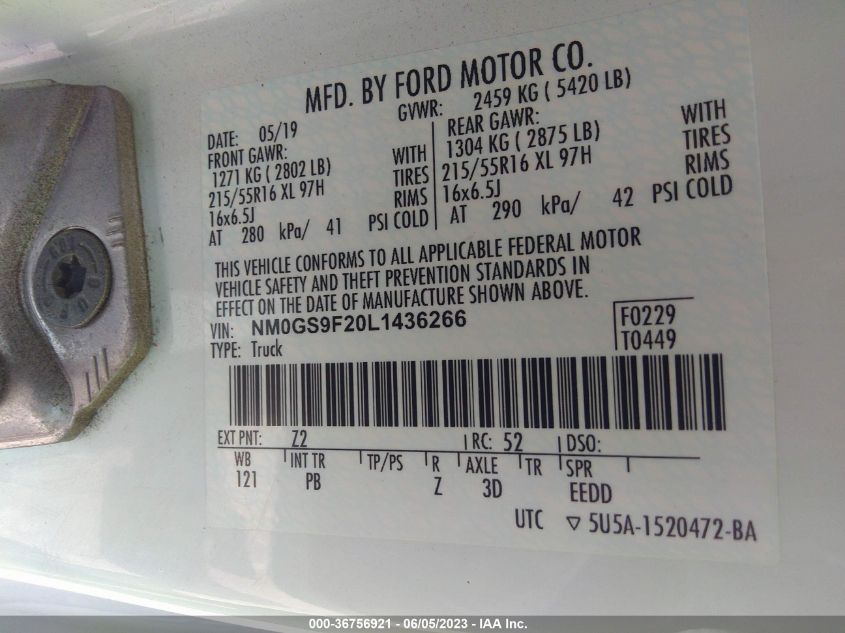 MFD. BY FORD MOTOR CO.
DATE: 05/19 GVWR: 2459 KG ( 5420 LB)
FRONT GAWR: REAR GAWR:
1271 KG ( 2802 LB) WITH 1304 KG ( 2875 LB) WITH
215/55R16 XL 97H TIRES 215/55R16 XL 97H TIRES
16x6.5J RIMS 16x6.5J RIMS
AT 280 kPa/ 41 PSI COLD AT 290 kPa/ 42 PSI COLD
THIS VEHICLE CONFORMS TO ALL APPLICABLE FEDERAL MOTOR
VEHICLE SAFETY AND THEFT PREVENTION STANDARDS IN
EFFECT ON THE DATE OF MANUFACTURE SHOWN ABOVE.
VIN: NM0GS9F20L1436266 F0229
TYPE: Truck T0449
EXT PNT: Z2 RC: 52 DSO:
WB INT TR TP/PS R AXLE TR SPR
121 PB Z 3D EEDD
UTC ▽ 5U5A-1520472-BA
000-36756921 - 06/05/2023 - IAA Inc.